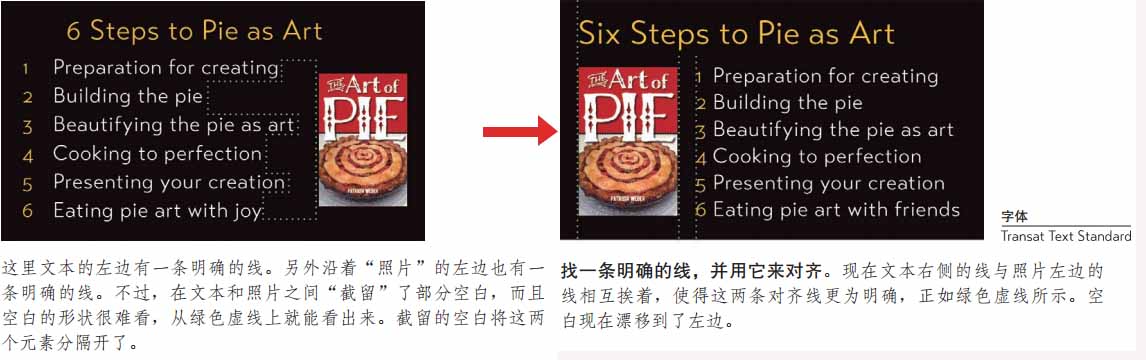 6 Steps to Pie as Art
1 Preparation for creating
2 Building the pie
3 Beautifying the pie as art
4 Cooking to perfection
5 Presenting your creation
6 Eating pie art with joy
THE Art of
PIE
PATRICIA WEBER
这里文本的左边有一条明确的线。另外沿着“照片”的左边也有一
条明确的线。不过，在文本和照片之间“截留”了部分空白，而且
空白的形状很难看，从绿色虚线上就能看出来。截留的空白将这两
个元素分隔开了。
Six Steps to Pie as Art
THE Art of
PIE
PATRICIA WEBER
1 Preparation for creating
2 Building the pie
3 Beautifying the pie as art
4 Cooking to perfection
5 Presenting your creation
6 Eating pie art with friends
字体
Transat Text Standard
找一条明确的线，并用它来对齐。现在文本右侧的线与照片左边的
线相互挨着，使得这两条对齐线更为明确，正如绿色虚线所示。空
白现在漂移到了左边。